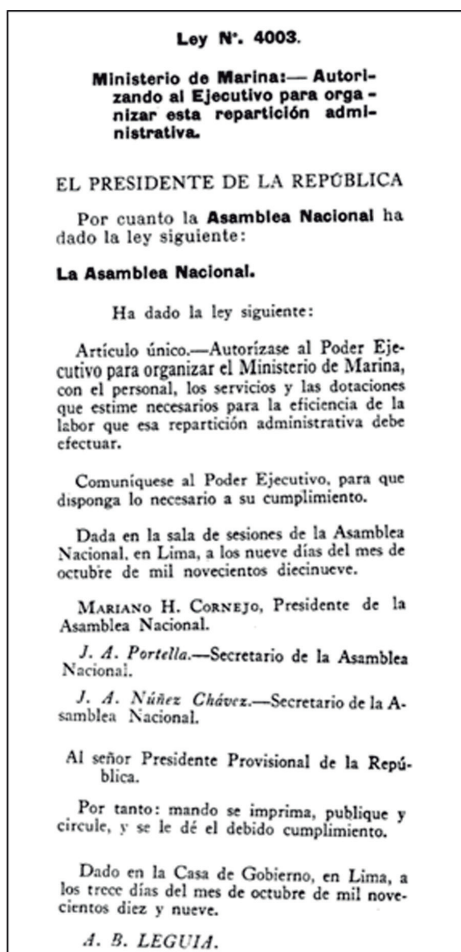 Ley Nº. 4003.
Ministerio de Marina:— Autori-
zando al Ejecutivo para orga -
nizar esta repartición admi-
nistrativa.
EL PRESIDENTE DE LA REPÚBLICA
Por cuanto la Asamblea Nacional ha
dado la ley siguiente:
La Asamblea Nacional.
Ha dado la ley siguiente:
Artículo único.—Autorízase al Poder Eje-
cutivo para organizar el Ministerio de Marina,
con el personal, los servicios y las dotaciones
que estime necesarios para la eficiencia de la
labor que esa repartición administrativa debe
efectuar.
Comuníquese al Poder Ejecutivo, para que
disponga lo necesario a su cumplimiento.
Dada en la sala de sesiones de la Asamblea
Nacional, en Lima, a los nueve días del mes de
octubre de mil novecientos diecinueve.
MARIANO H. CORNEJO, Presidente de la
Asamblea Nacional.
J. A. Portella.—Secretario de la Asamblea
Nacional.
J. A. Núñez Chávez.—Secretario de la A-
samblea Nacional.
Al señor Presidente Provisional de la Repú-
blica.
Por tanto: mando se imprima, publique y
circule, y se le dé el debido cumplimiento.
Dado en la Casa de Gobierno, en Lima, a
los trece días del mes de octubre de mil nove-
cientos diez y nueve.
A. B. LEGUIA.